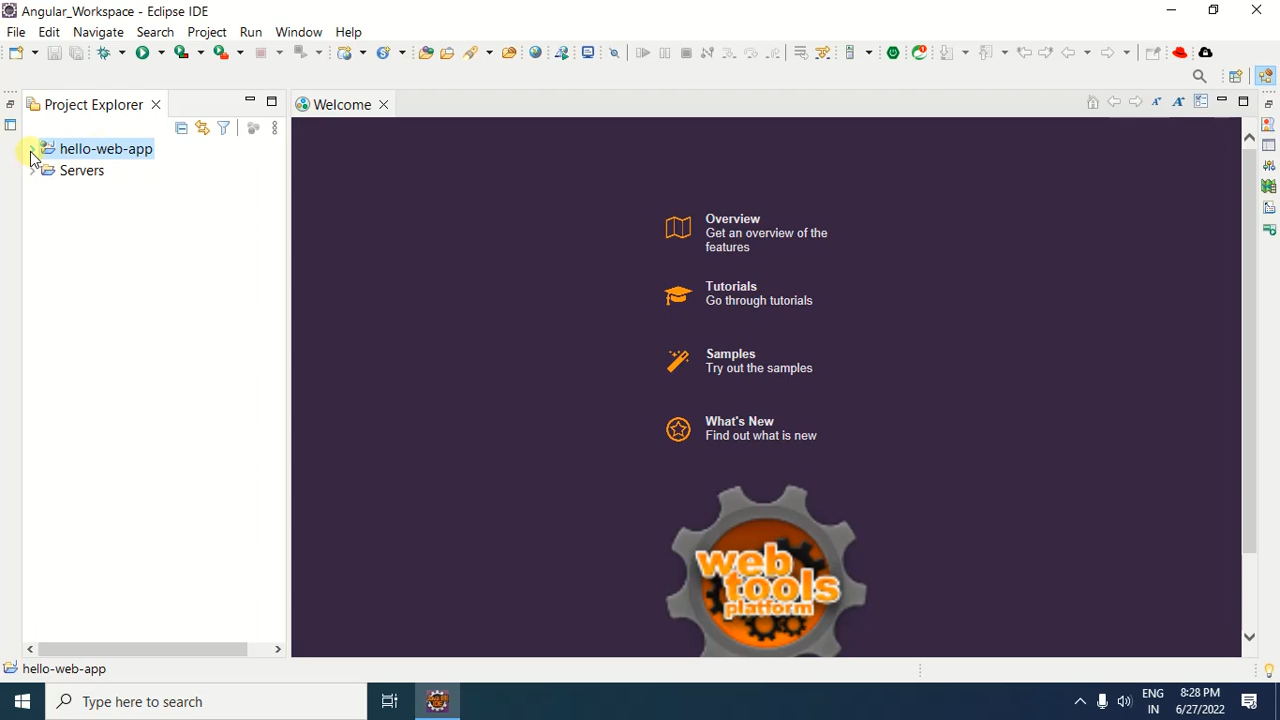 Angular_Workspace - Eclipse IDE
File Edit Navigate Search Project Run Window Help
Project Explorer
Welcome
hello-web-app
Servers
Overview
Get an overview of the
features
Tutorials
Go through tutorials
Samples
Try out the samples
What's New
Find out what is new
web
tools
platform
hello-web-app
Type here to search
ENG
IN
8:28 PM
6/27/2022